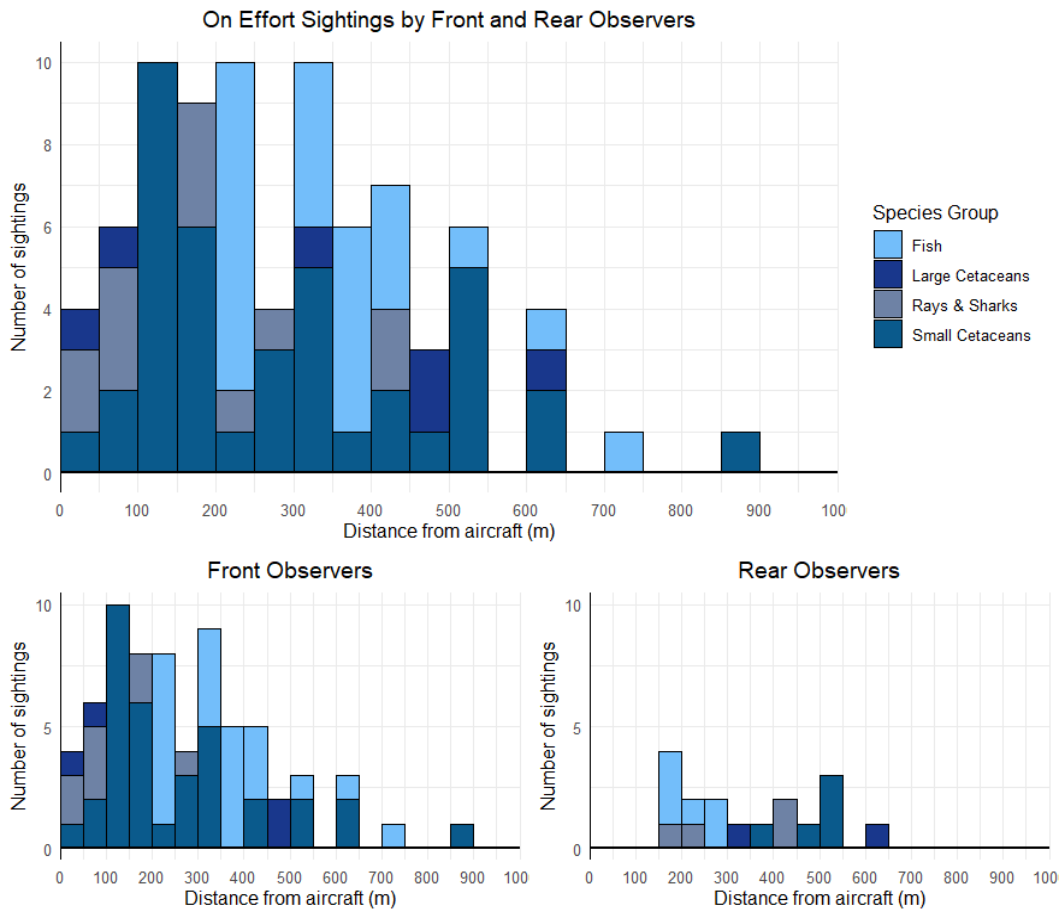 On Effort Sightings by Front and Rear Observers
Number of sightings
10
8
6
4
2
0
0 100 200 300 400 500 600 700 800 900 100
Distance from aircraft (m)
Species Group
Fish
Large Cetaceans
Rays & Sharks
Small Cetaceans
Front Observers
Number of sightings
10
5
0
0 100 200 300 400 500 600 700 800 900 100
Distance from aircraft (m)
Rear Observers
Number of sightings
10
5
0
0 100 200 300 400 500 600 700 800 900 100
Distance from aircraft (m)